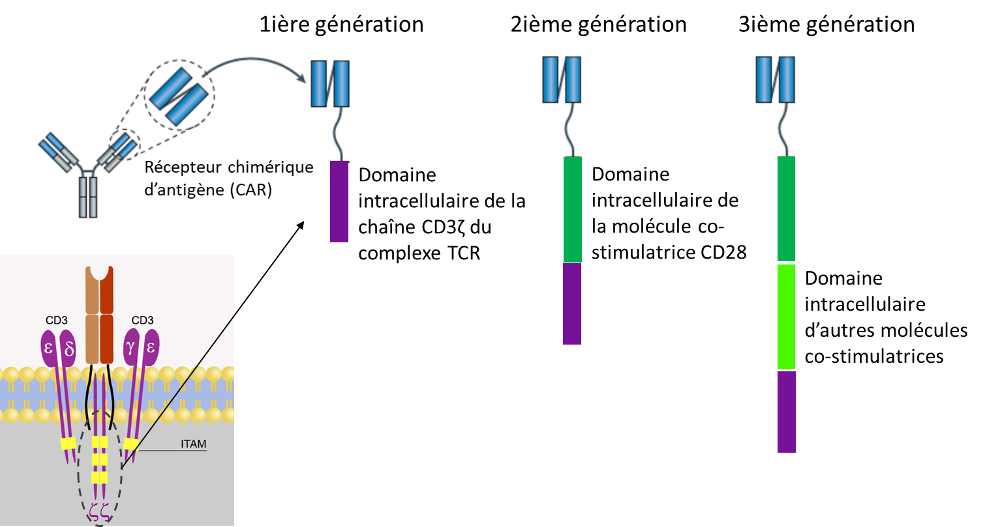 1ière génération
2ième génération
3ième génération
Récepteur chimérique
d’antigène (CAR)
Domaine
intracellulaire de la
chaîne CD3ζ du
complexe TCR
Domaine
intracellulaire de
la molécule co-
stimulatrice CD28
Domaine
intracellulaire
d’autres molécules
co-stimulatrices
CD3
CD3
ε
δ
γ
ε
ITAM
ζ ζ